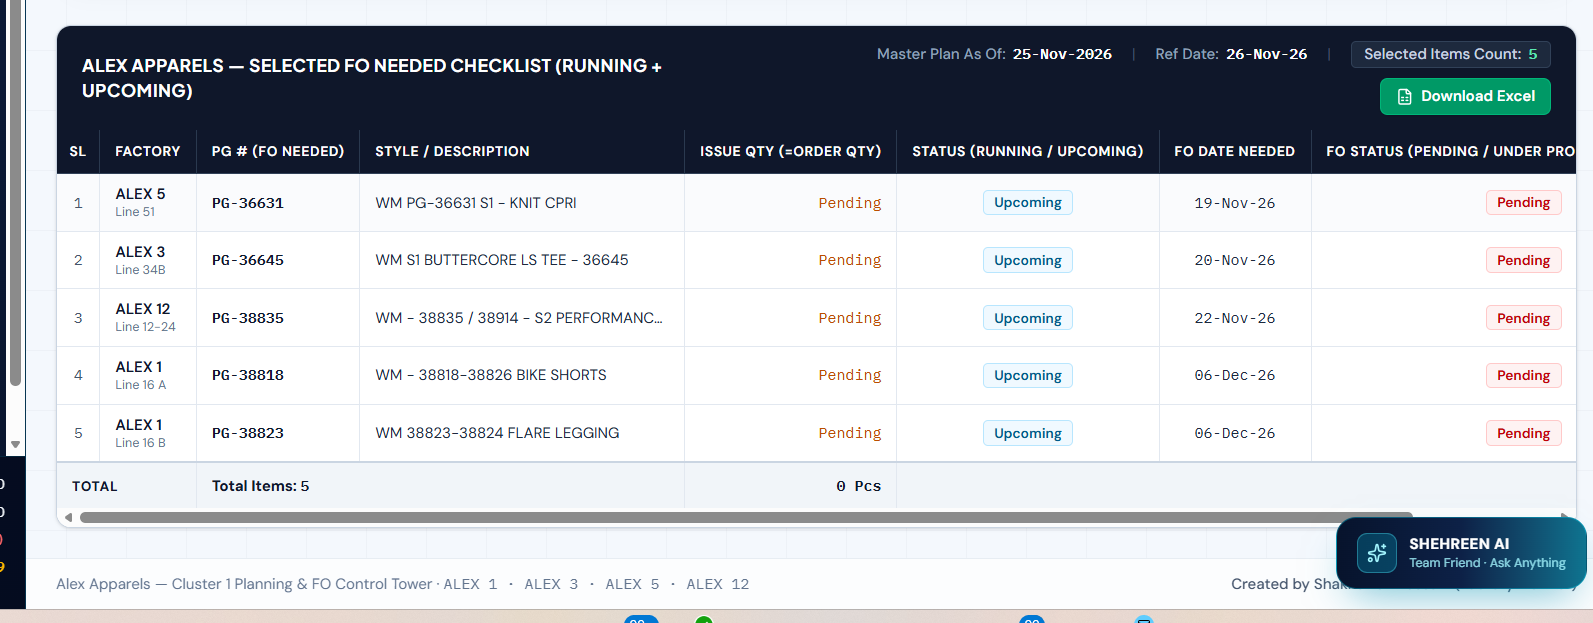 ALEX APPARELS — SELECTED FO NEEDED CHECKLIST (RUNNING +
UPCOMING)
Master Plan As Of: 25-Nov-2026 | Ref Date: 26-Nov-26 | Selected Items Count: 5
Download Excel
SL FACTORY PG # (FO NEEDED) STYLE / DESCRIPTION ISSUE QTY (=ORDER QTY) STATUS (RUNNING / UPCOMING) FO DATE NEEDED FO STATUS (PENDING / UNDER PRO
1 ALEX 5 PG-36631 WM PG-36631 S1 - KNIT CPRI Pending Upcoming 19-Nov-26 Pending
Line 51
2 ALEX 3 PG-36645 WM S1 BUTTERCORE LS TEE - 36645 Pending Upcoming 20-Nov-26 Pending
Line 34B
3 ALEX 12 PG-38835 WM - 38835 / 38914 - S2 PERFORMANC... Pending Upcoming 22-Nov-26 Pending
Line 12-24
4 ALEX 1 PG-38818 WM - 38818-38826 BIKE SHORTS Pending Upcoming 06-Dec-26 Pending
Line 16 A
5 ALEX 1 PG-38823 WM 38823-38824 FLARE LEGGING Pending Upcoming 06-Dec-26 Pending
Line 16 B
TOTAL Total Items: 5 0 Pcs
SHEHREEN AI
Team Friend · Ask Anything
Alex Apparels — Cluster 1 Planning & FO Control Tower · ALEX 1 · ALEX 3 · ALEX 5 · ALEX 12
Created by